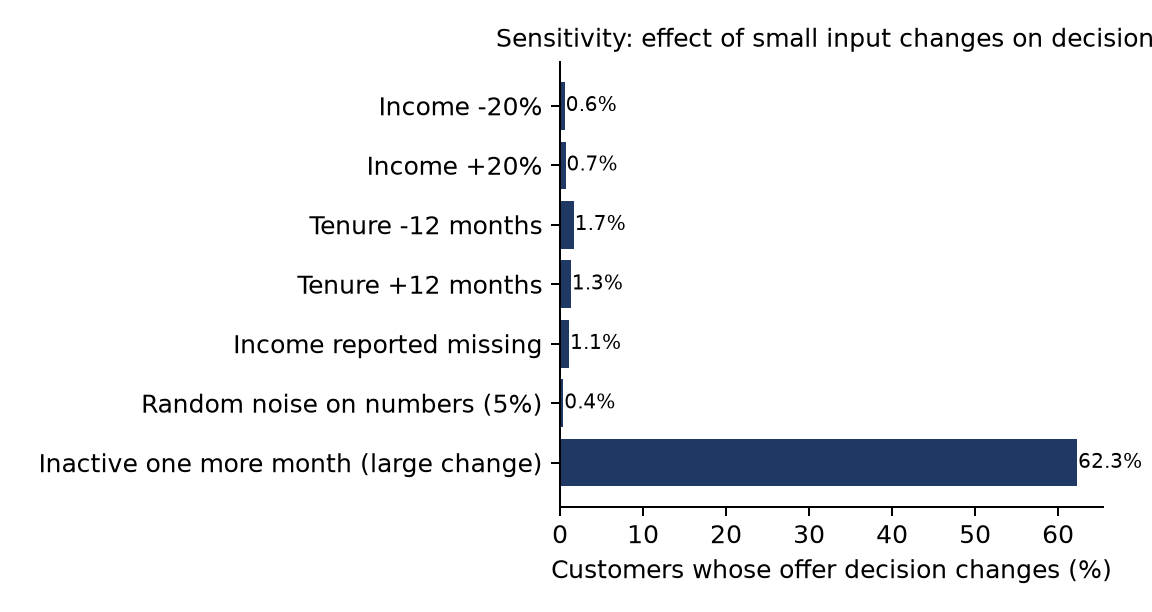 Sensitivity: effect of small input changes on decision
Income -20%
0.6%
Income +20%
0.7%
Tenure -12 months
1.7%
Tenure +12 months
1.3%
Income reported missing
1.1%
Random noise on numbers (5%)
0.4%
Inactive one more month (large change)
62.3%
0 10 20 30 40 50 60
Customers whose offer decision changes (%)